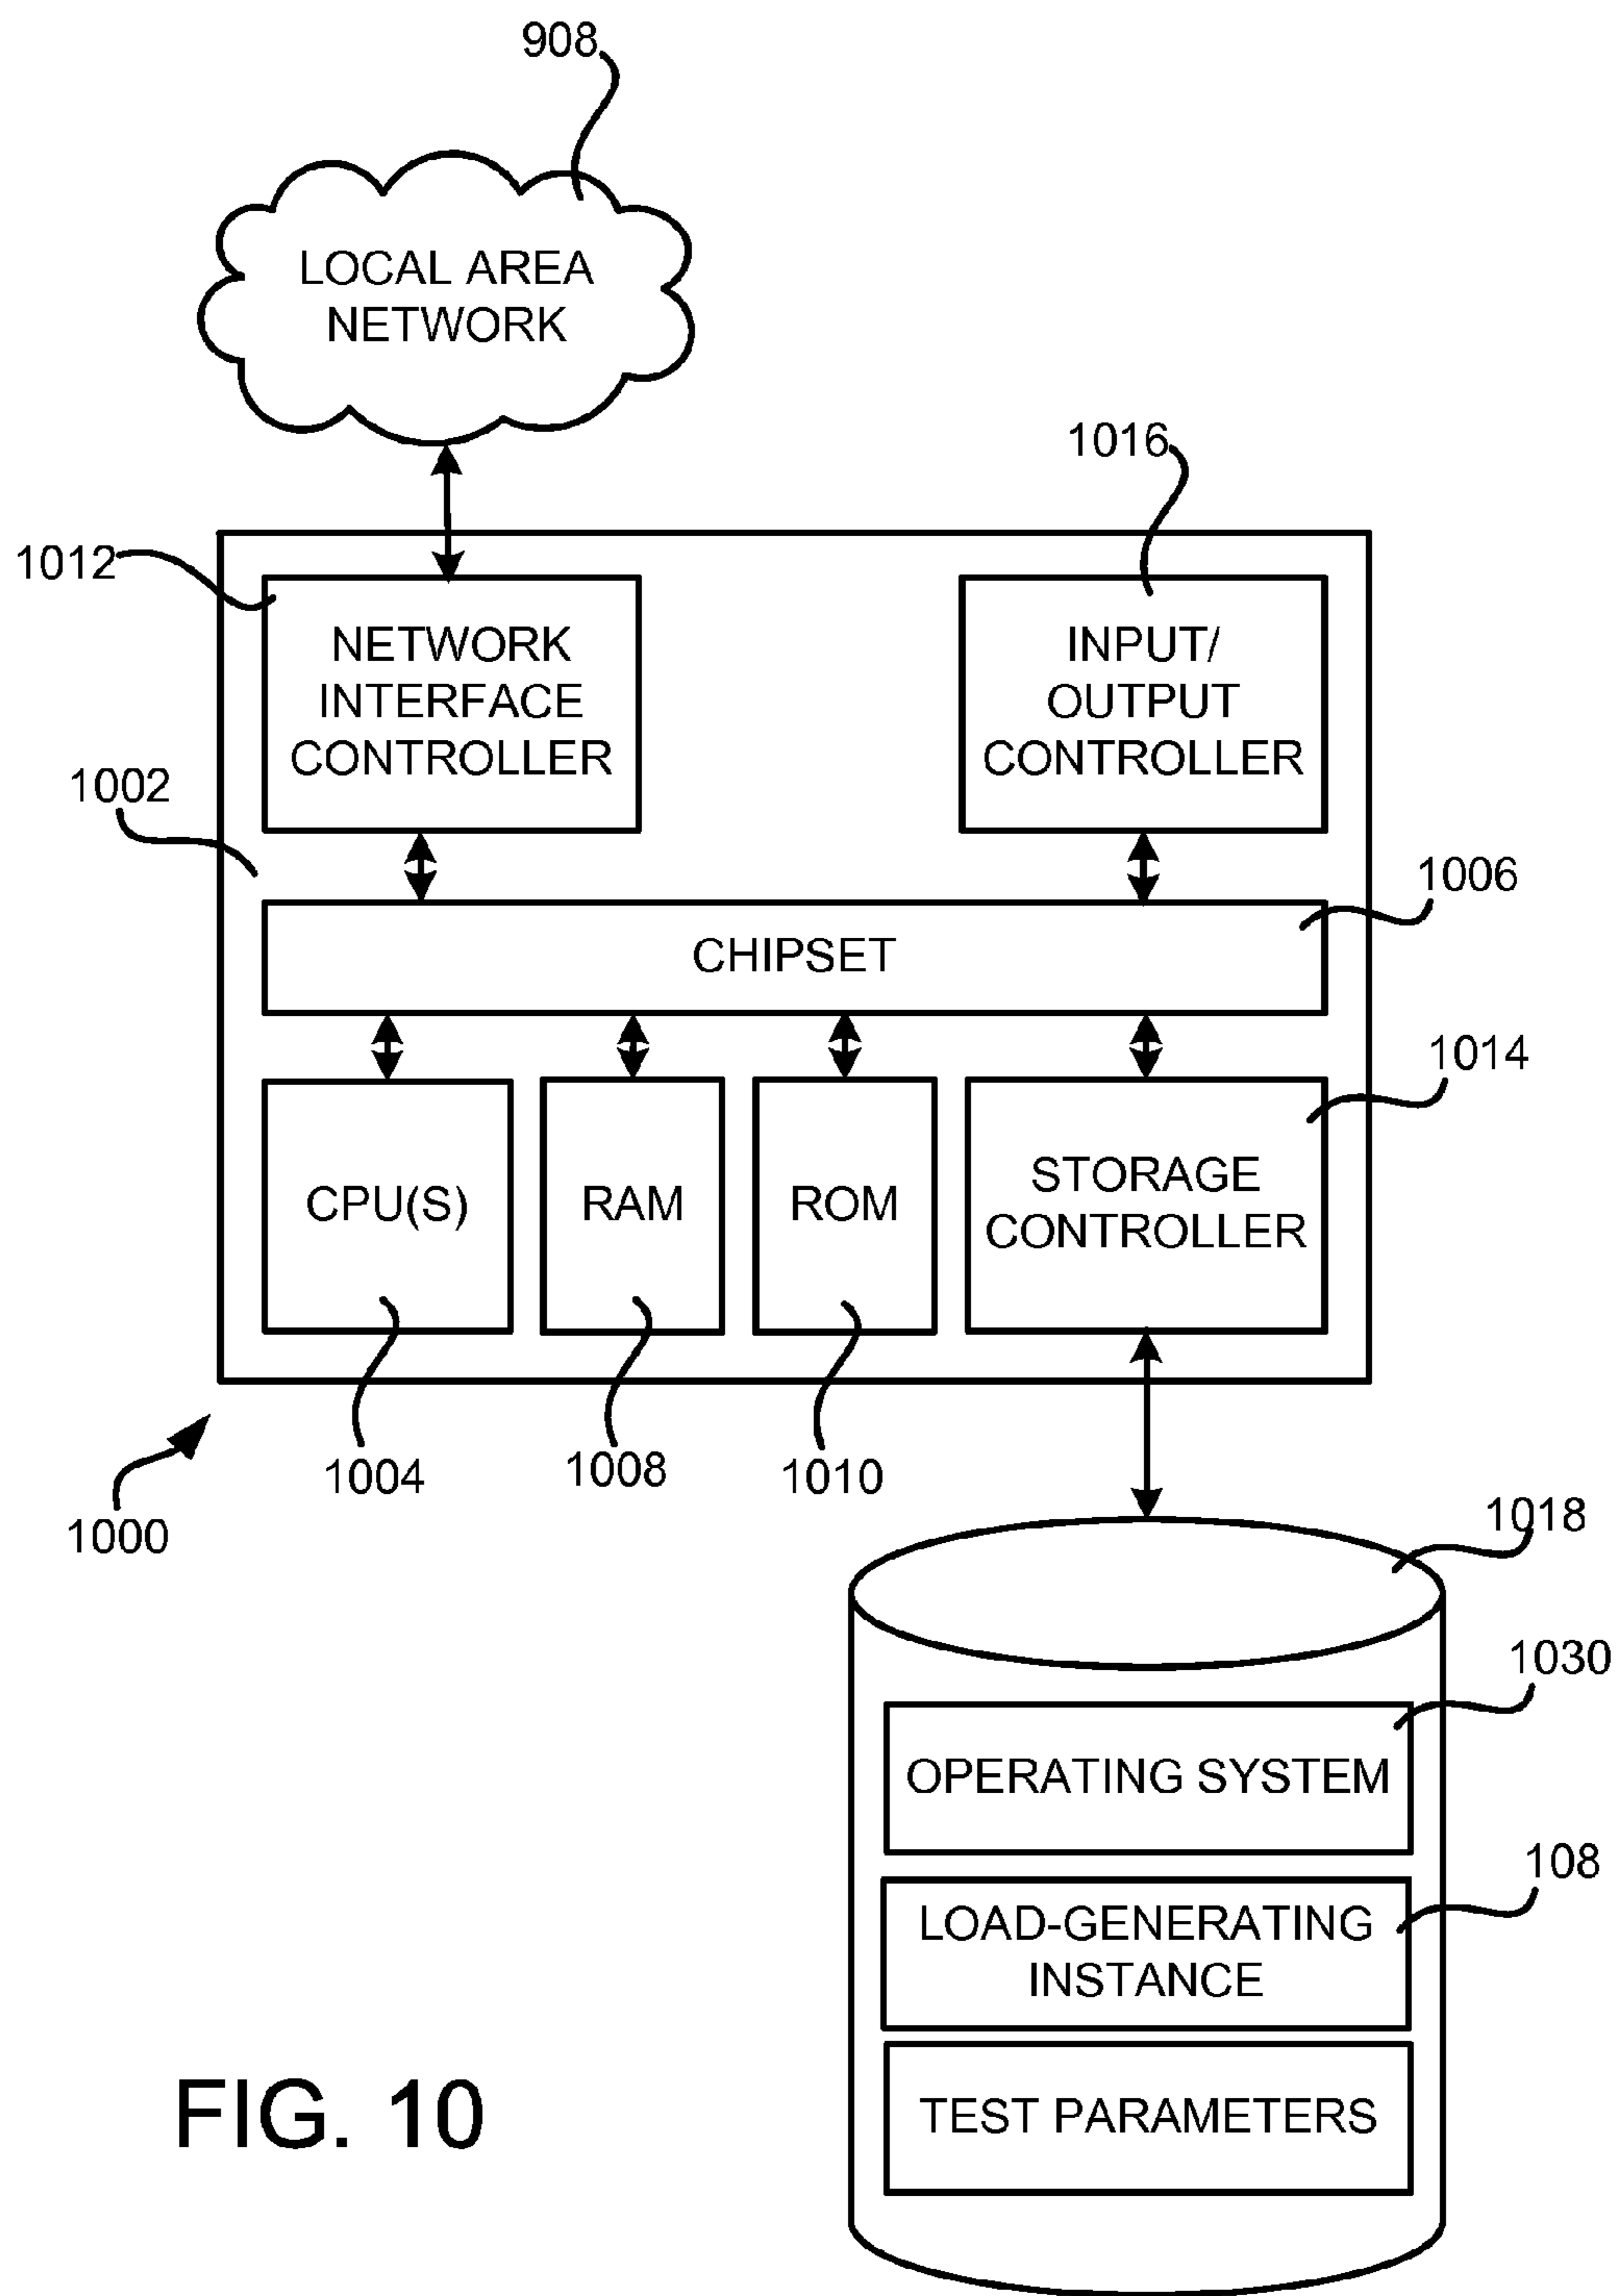 908
LOCAL AREA
NETWORK
1016
1012
NETWORK
INTERFACE
CONTROLLER
INPUT/
OUTPUT
CONTROLLER
1002
1006
CHIPSET
1014
CPU(S)
RAM
ROM
STORAGE
CONTROLLER
1004
1008
1010
1000
1018
1030
OPERATING SYSTEM
108
LOAD-GENERATING
INSTANCE
TEST PARAMETERS
FIG. 10